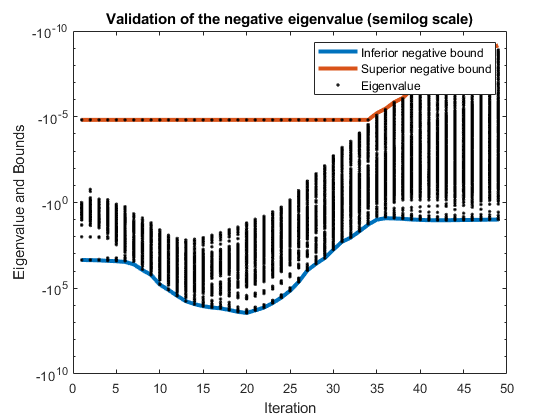 Validation of the negative eigenvalue (semilog scale)
-10^-10
-10^-5
-10^0
-10^5
-10^10
Eigenvalue and Bounds
Inferior negative bound
Superior negative bound
Eigenvalue
0 5 10 15 20 25 30 35 40 45 50
Iteration